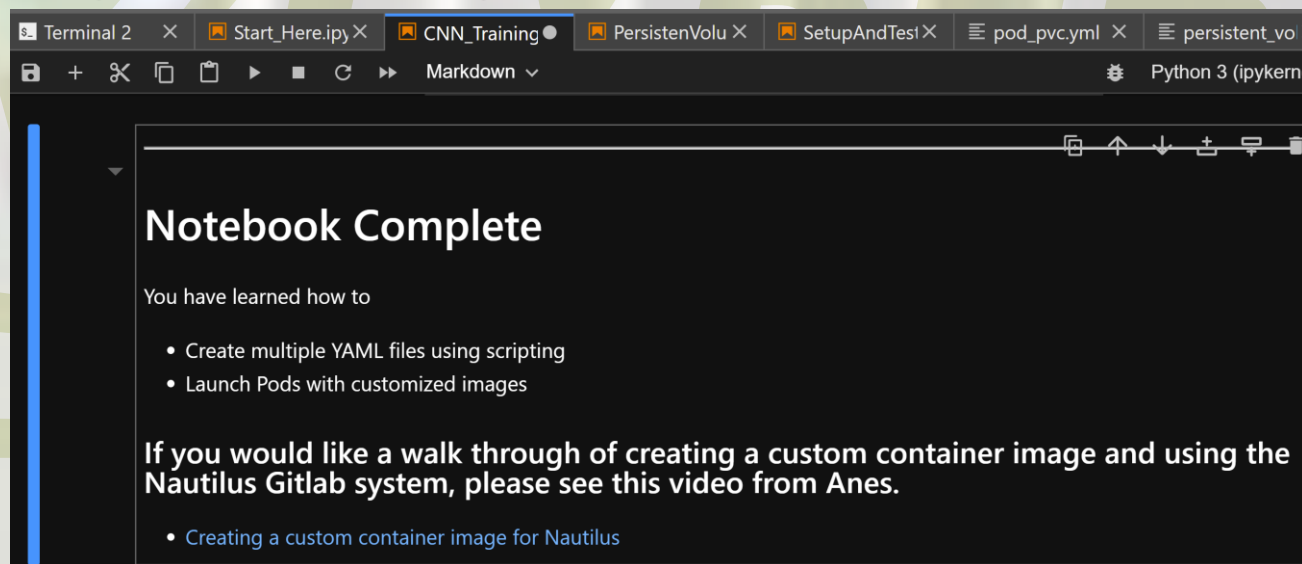 Terminal 2
Start_Here.ipy
CNN_Training
PersistenVolu
SetupAndTest
pod_pvc.yml
persistent_vol
Markdown
Python 3 (ipykern
Notebook Complete
You have learned how to
• Create multiple YAML files using scripting
• Launch Pods with customized images
If you would like a walk through of creating a custom container image and using the
Nautilus Gitlab system, please see this video from Anes.
• Creating a custom container image for Nautilus